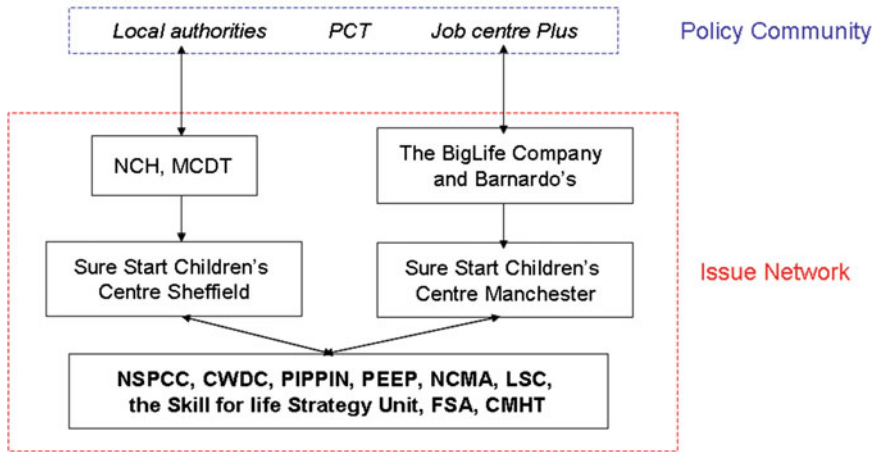 Local authorities PCT Job centre Plus
Policy Community
NCH, MCDT
The BigLife Company
and Barnardo's
Sure Start Children's
Centre Sheffield
Sure Start Children's
Centre Manchester
Issue Network
NSPCC, CWDC, PIPPIN, PEEP, NCMA, LSC,
the Skill for life Strategy Unit, FSA, CMHT